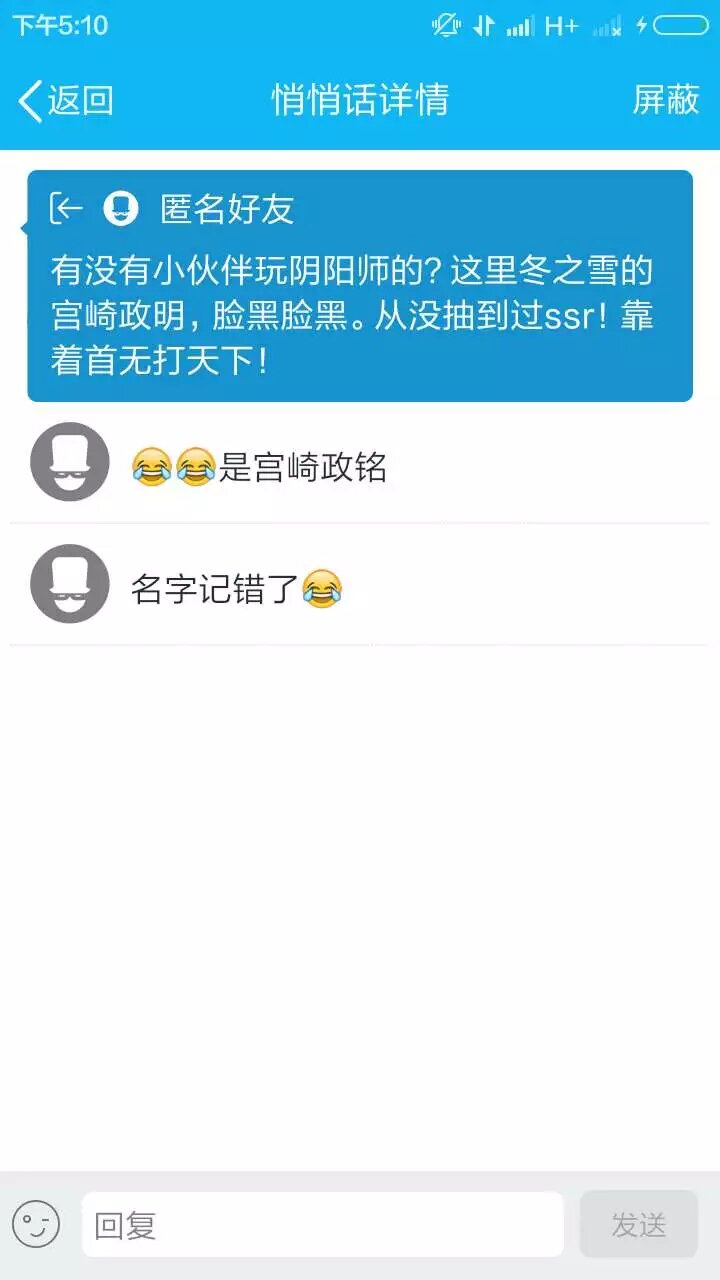 下午5:10 H+
返回 悄悄话详情 屏蔽
匿名好友
有没有小伙伴玩阴阳师的?这里冬之雪的
宫崎政明，脸黑脸黑。从没抽到过ssr！靠
着首无打天下！
😂😂是宫崎政铭
名字记错了😂
回复 发送